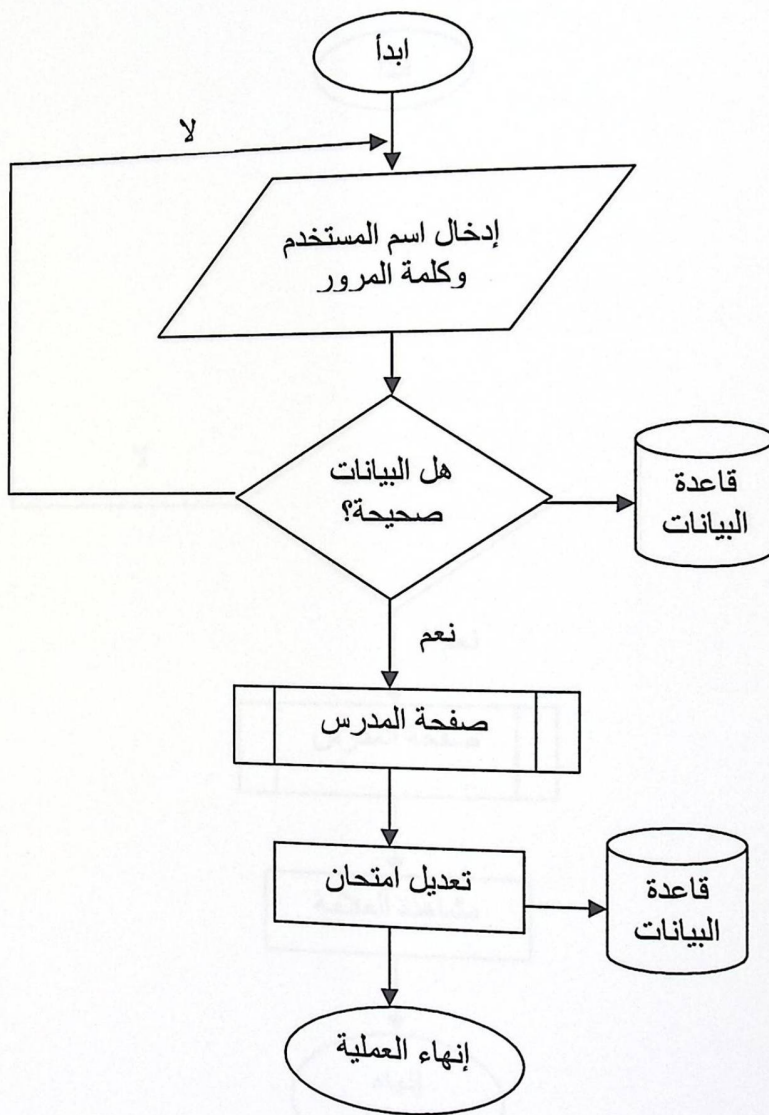 ابدأ
لا
إدخال اسم المستخدم
وكلمة المرور
هل البيانات
صحيحة؟
قاعدة
البيانات
نعم
صفحة المدرس
تعديل امتحان
قاعدة
البيانات
إنهاء العملية